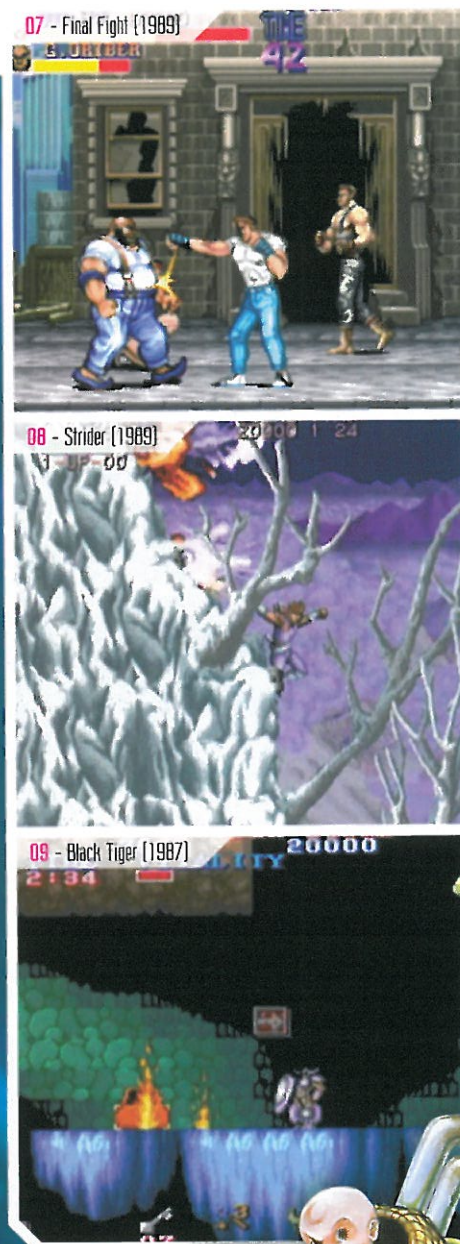 07 - Final Fight (1989)
42
G. ORIBER
08 - Strider (1989)
20000 1 24
1-UP-00
09 - Black Tiger (1987)
20000
2:34